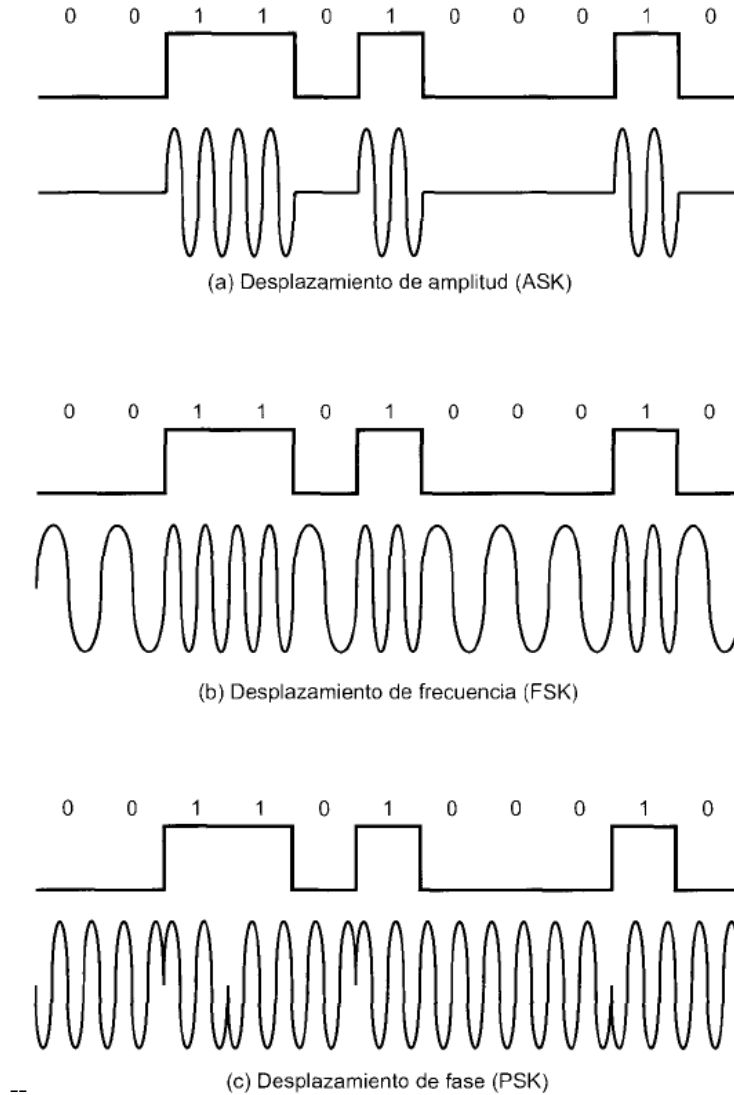 0 0 1 1 0 1 0 0 0 1 0
(a) Desplazamiento de amplitud (ASK)
0 0 1 1 0 1 0 0 0 1 0
(b) Desplazamiento de frecuencia (FSK)
0 0 1 1 0 1 0 0 0 1 0
(c) Desplazamiento de fase (PSK)